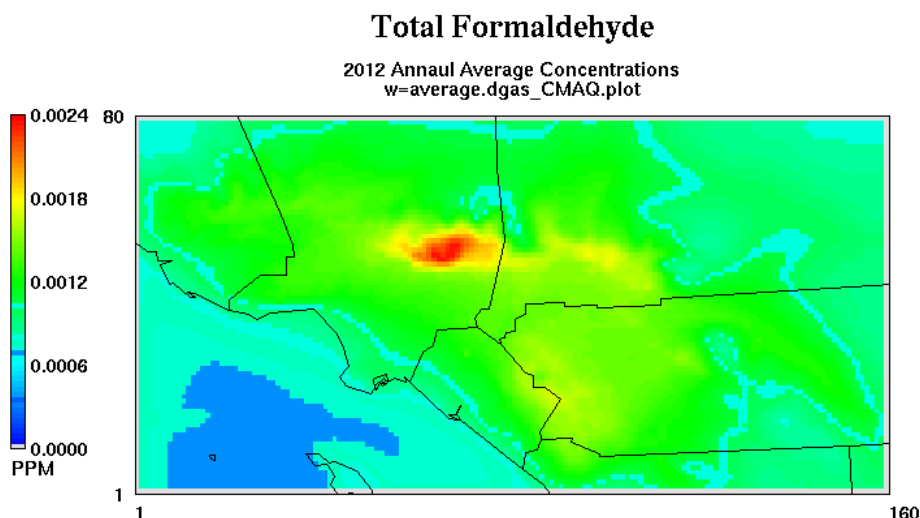 Total Formaldehyde
2012 Annaul Average Concentrations
w=average.dgas_CMAQ.plot
0.0024
0.0018
0.0012
0.0006
0.0000
PPM
80
1
1
160